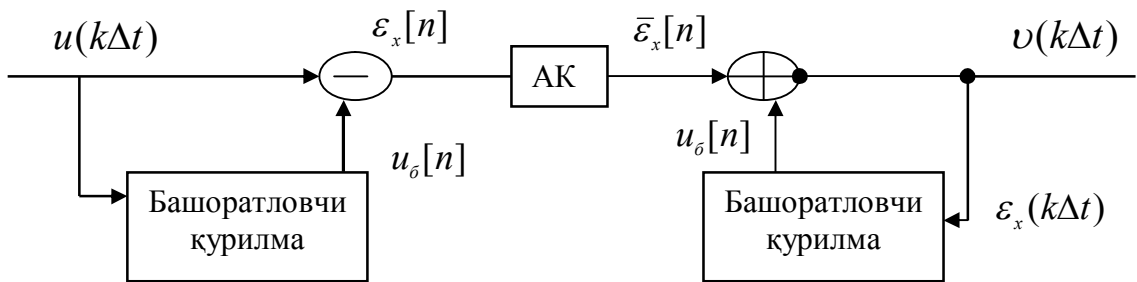 u(kΔt)
ε_x[n]
ε̅_x[n]
υ(kΔt)
−
АК
u_б[n]
u_б[n]
Башоратловчи
қурилма
Башоратловчи
қурилма
ε_x(kΔt)